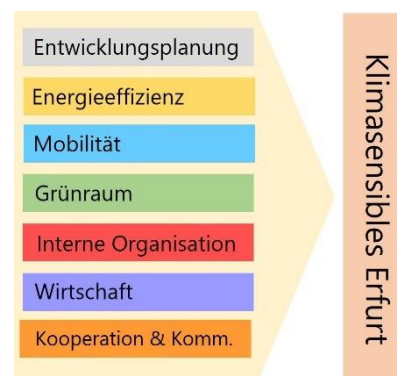 Entwicklungsplanung
Energieeffizienz
Mobilität
Grünraum
Interne Organisation
Wirtschaft
Kooperation & Komm.
Klimasensibles Erfurt